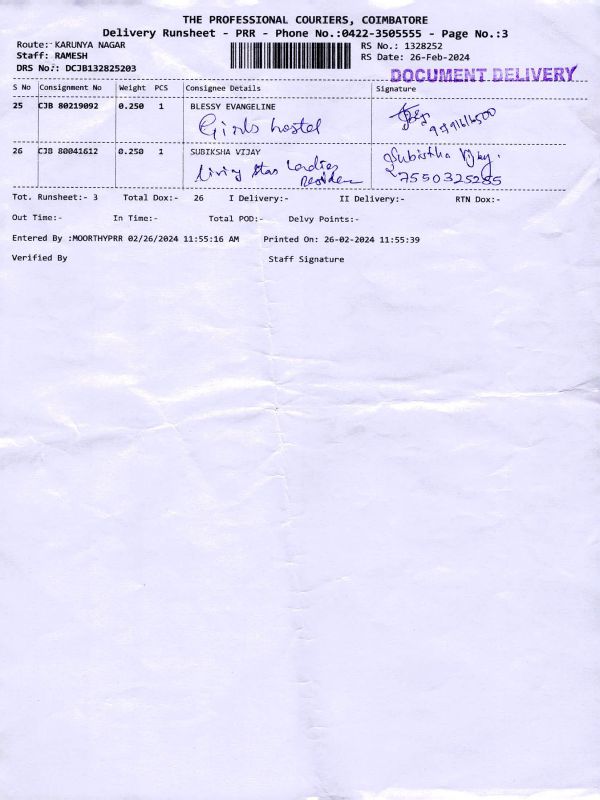 THE PROFESSIONAL COURIERS, COIMBATORE
Delivery Runsheet - PRR - Phone No.:0422-3505555 - Page No.:3
Route: KARUNYA NAGAR
RS No.: 1328252
Staff: RAMESH
RS Date: 26-Feb-2024
DRS No.: DCJB132825203
DOCUMENT DELIVERY
S No Consignment No Weight PCS Consignee Details Signature
25 CJB 80219092 0.250 1 BLESSY EVANGELINE
Girls hostel
26 CJB 80041612 0.250 1 SUBIKSHA VIJAY
Subiksha Vijay.
living star Ladies
Residen
7550325255
Tot. Runsheet:- 3 Total Dox:- 26 I Delivery:- II Delivery:- RTN Dox:-
Out Time:- In Time:- Total POD:- Delvy Points:-
Entered By :MOORTHYPRR 02/26/2024 11:55:16 AM Printed On: 26-02-2024 11:55:39
Verified By Staff Signature